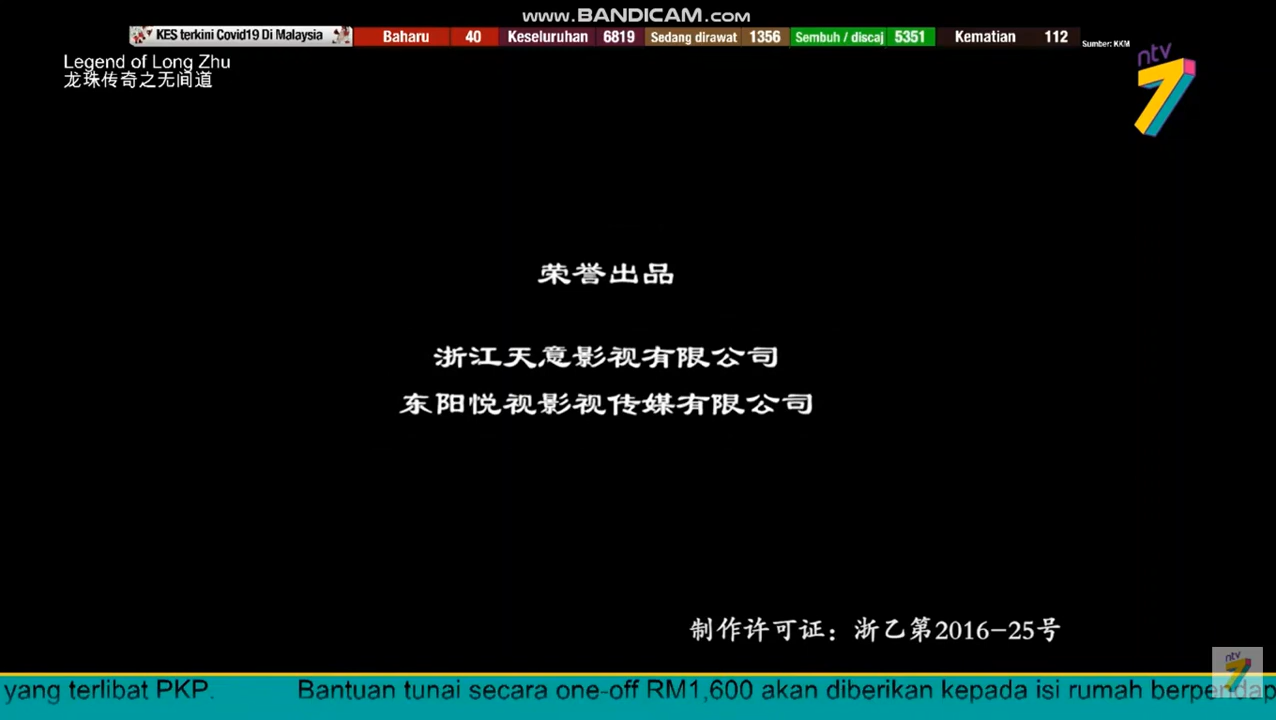 www.BANDICAM.com
KES terkini Covid19 Di Malaysia Baharu 40 Keseluruhan 6819 Sedang dirawat 1356 Sembuh / discaj 5351 Kematian 112 Sumber: KKM
Legend of Long Zhu
龙珠传奇之无间道
ntv
7
荣誉出品
浙江天意影视有限公司
东阳悦视影视传媒有限公司
制作许可证：浙乙第2016-25号
ntv
7
yang terlibat PKP. Bantuan tunai secara one-off RM1,600 akan diberikan kepada isi rumah berpendap